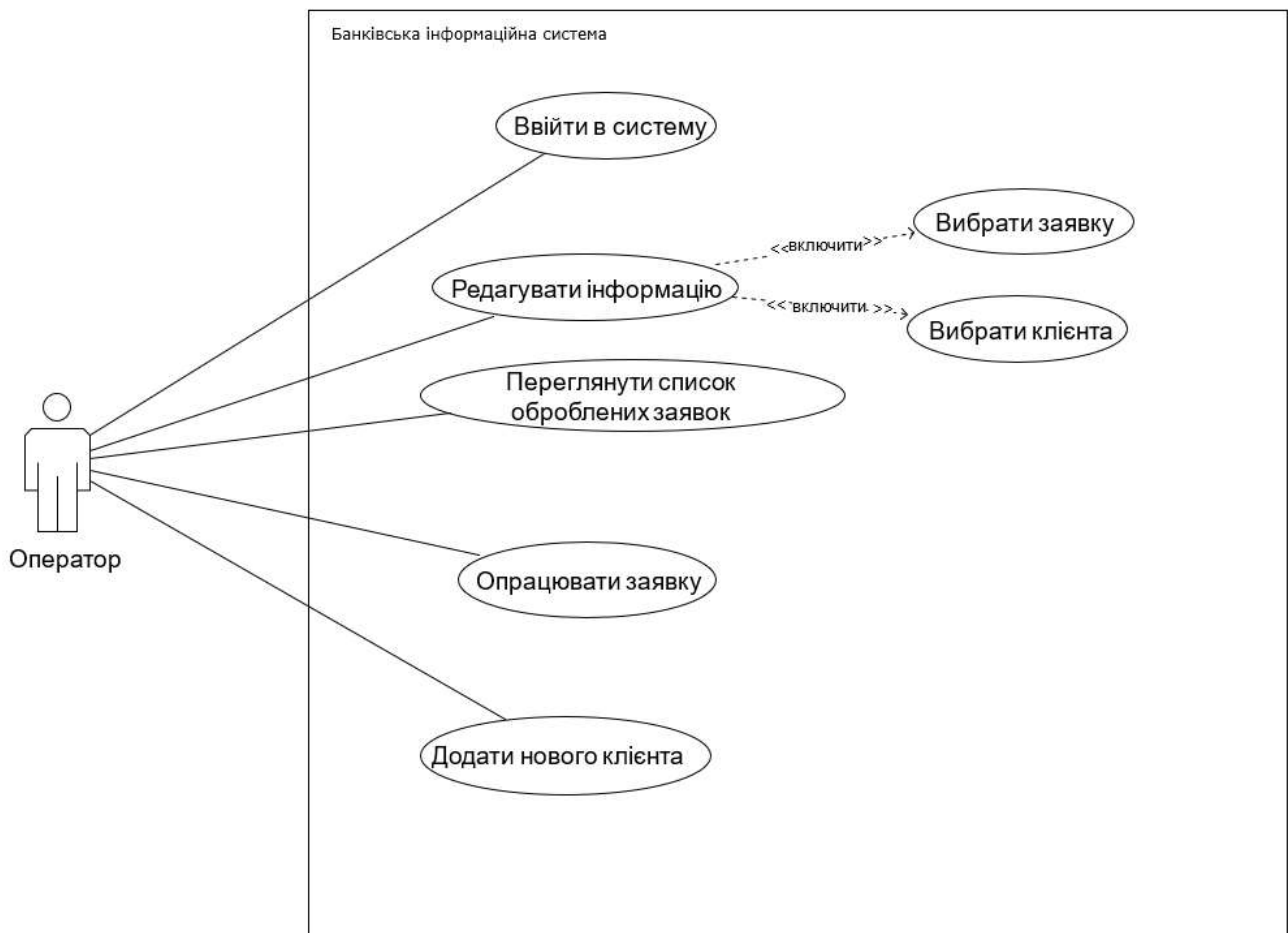 Банківська інформаційна система
Ввійти в систему
Вибрати заявку
<<включити>>
Редагувати інформацію
<< включити >>
Вибрати клієнта
Переглянути список
оброблених заявок
Оператор
Опрацювати заявку
Додати нового клієнта